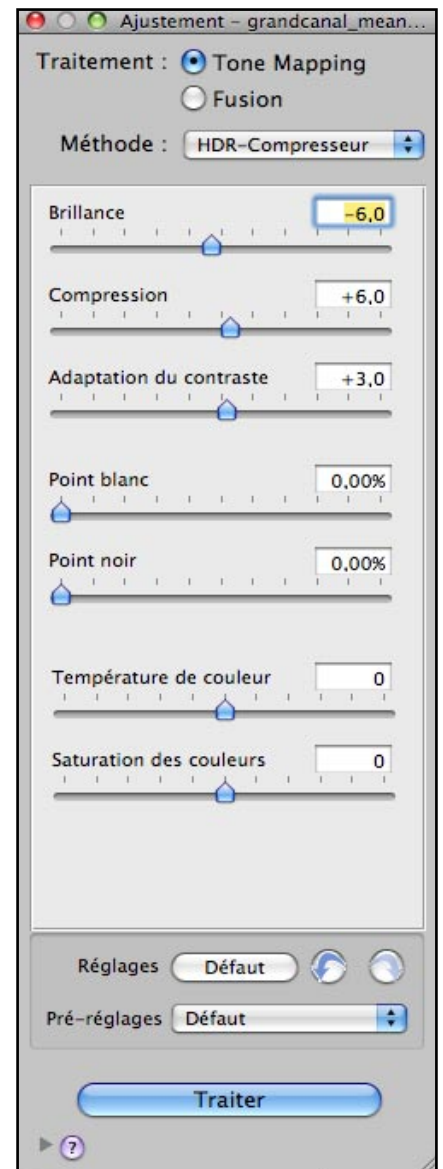 Ajustement – grandcanal_mean...
Traitement : Tone Mapping
Fusion
Méthode : HDR-Compresseur
Brillance -6,0
Compression +6,0
Adaptation du contraste +3,0
Point blanc 0,00%
Point noir 0,00%
Température de couleur 0
Saturation des couleurs 0
Réglages Défaut
Pré-réglages Défaut
Traiter
?